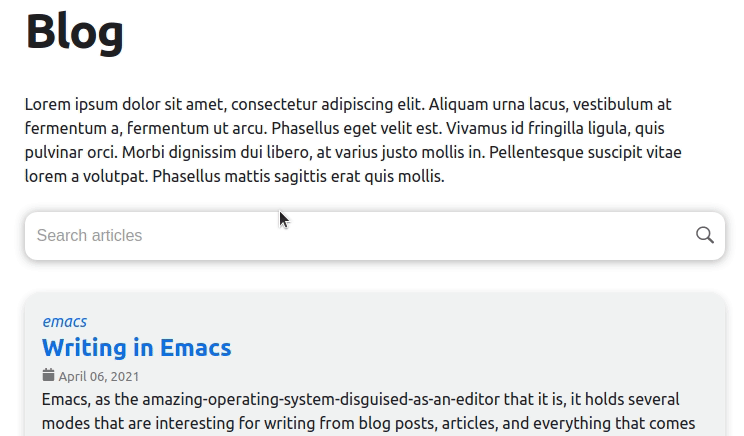 Blog
Lorem ipsum dolor sit amet, consectetur adipiscing elit. Aliquam urna lacus, vestibulum at
fermentum a, fermentum ut arcu. Phasellus eget velit est. Vivamus id fringilla ligula, quis
pulvinar orci. Morbi dignissim dui libero, at varius justo mollis in. Pellentesque suscipit vitae
lorem a volutpat. Phasellus mattis sagittis erat quis mollis.
Search articles
emacs
Writing in Emacs
April 06, 2021
Emacs, as the amazing-operating-system-disguised-as-an-editor that it is, it holds several
modes that are interesting for writing from blog posts, articles, and everything that comes